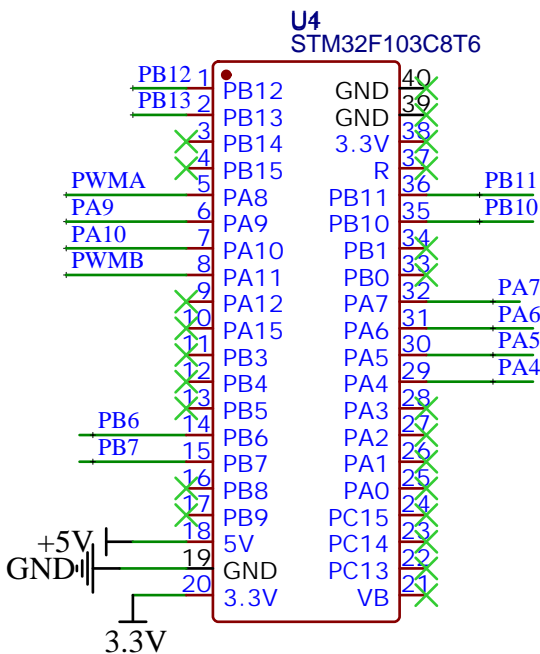 U4
STM32F103C8T6
PB12 1 PB12 GND 40
PB13 2 PB13 GND 39
3 PB14 3.3V 38
4 PB15 R 37
PWMA 5 PA8 PB11 36 PB11
PA9 6 PA9 PB10 35 PB10
PA10 7 PA10 PB1 34
PWMB 8 PA11 PB0 33
9 PA12 PA7 32 PA7
10 PA15 PA6 31 PA6
11 PB3 PA5 30 PA5
12 PB4 PA4 29 PA4
13 PB5 PA3 28
PB6 14 PB6 PA2 27
PB7 15 PB7 PA1 26
16 PB8 PA0 25
17 PB9 PC15 24
+5V 18 5V PC14 23
GND 19 GND PC13 22
20 3.3V VB 21
3.3V